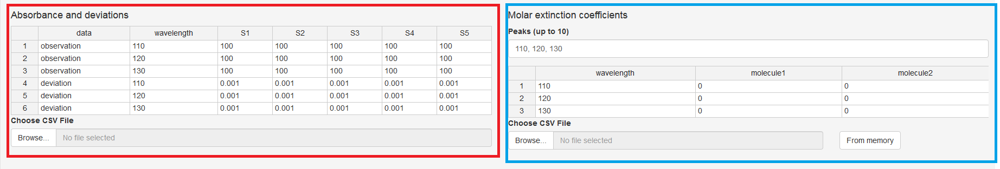 Absorbance and deviations
data wavelength S1 S2 S3 S4 S5
1 observation 110 100 100 100 100 100
2 observation 120 100 100 100 100 100
3 observation 130 100 100 100 100 100
4 deviation 110 0.001 0.001 0.001 0.001 0.001
5 deviation 120 0.001 0.001 0.001 0.001 0.001
6 deviation 130 0.001 0.001 0.001 0.001 0.001
Choose CSV File
Browse... No file selected
Molar extinction coefficients
Peaks (up to 10)
110, 120, 130
wavelength molecule1 molecule2
1 110 0 0
2 120 0 0
3 130 0 0
Choose CSV File
Browse... No file selected From memory